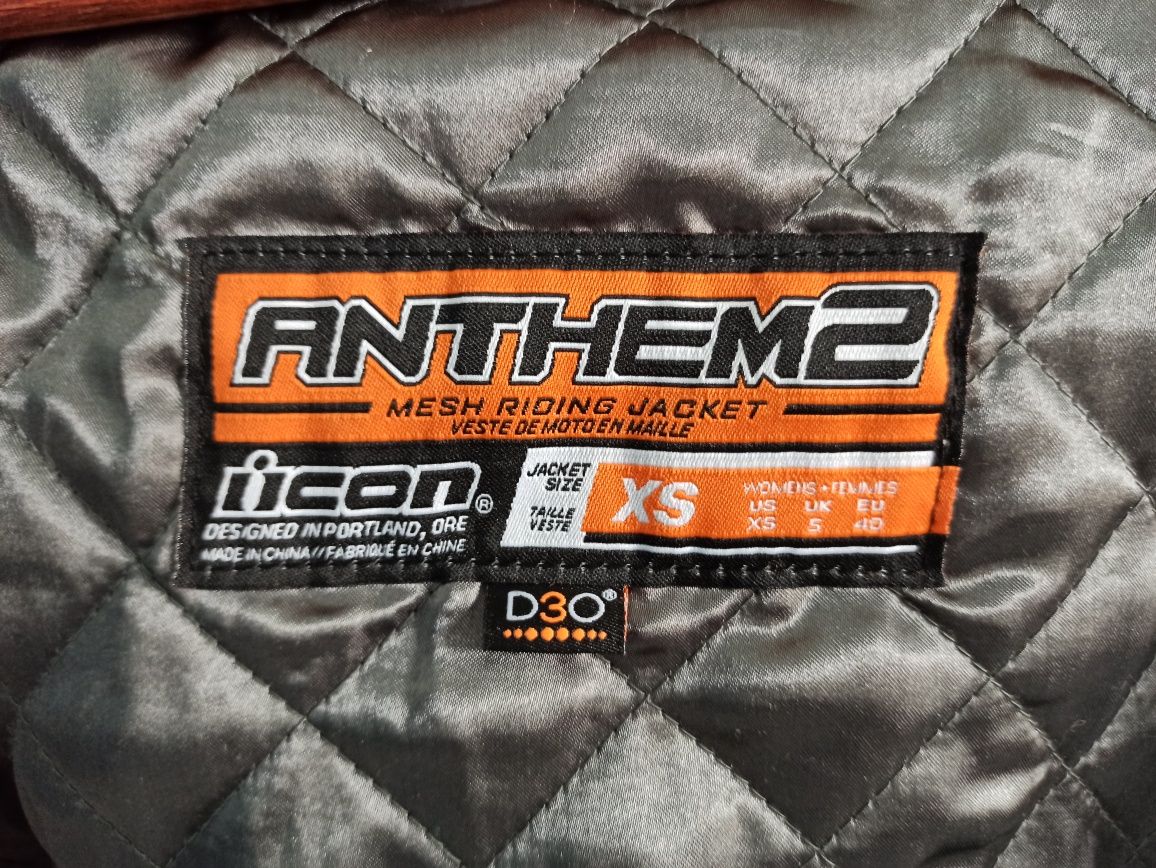 ANTHEM2
MESH RIDING JACKET
VESTE DE MOTO EN MAILLE
icon®
DESIGNED IN PORTLAND, ORE
MADE IN CHINA // FABRIQUÉ EN CHINE
JACKET
SIZE
TAILLE
VESTE
XS
WOMENS + FEMMES
US UK EU
XS S 40
D3O®